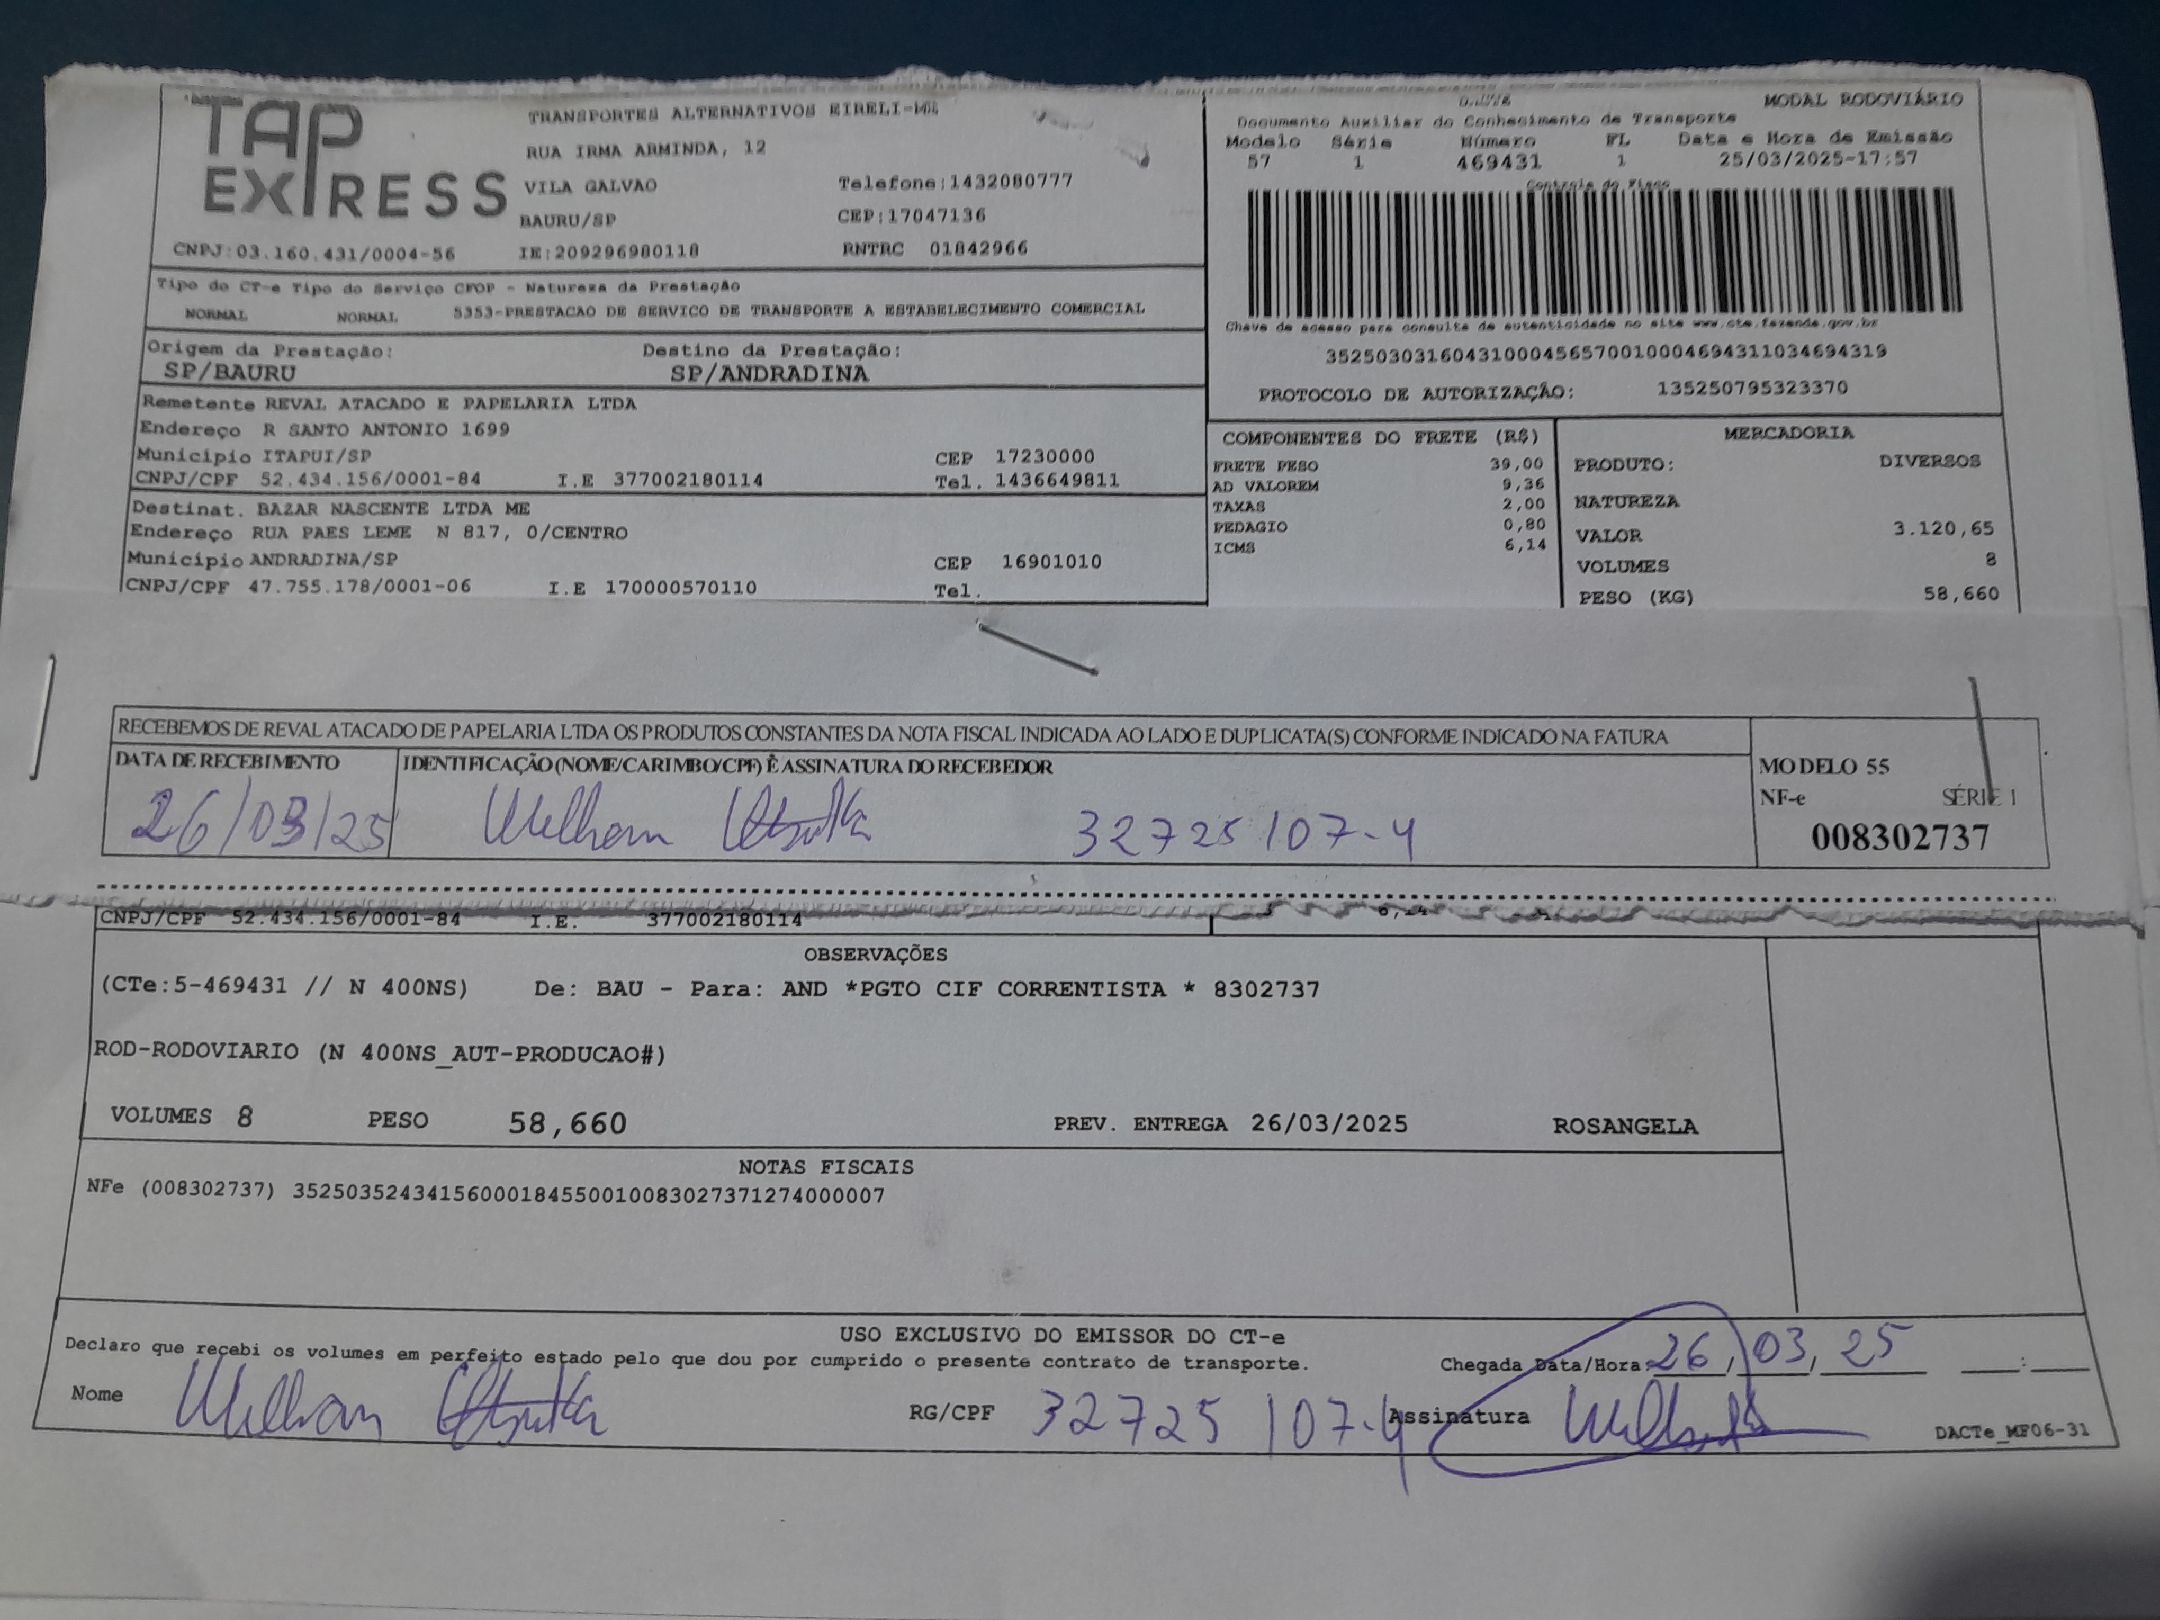 TAP
EXPRESS
TRANSPORTES ALTERNATIVOS EIRELI-ME
RUA IRMA ARMINDA, 12
VILA GALVAO Telefone:1432080777
BAURU/SP CEP:17047136
CNPJ:03.160.431/0004-56 IE:209296980118 RNTRC 01842966
DACTE MODAL RODOVIÁRIO
Documento Auxiliar do Conhecimento de Transporte
Modelo Série Número FL Data e Hora de Emissão
57 1 469431 1 25/03/2025-17:57
Controle do Fisco
Chave de acesso para consulta de autenticidade no site www.cte.fazenda.gov.br
35250303160431000456570010004694311034694319
PROTOCOLO DE AUTORIZAÇÃO: 135250795323370
Tipo do CT-e Tipo do Serviço CFOP - Natureza da Prestação
NORMAL NORMAL 5353-PRESTACAO DE SERVICO DE TRANSPORTE A ESTABELECIMENTO COMERCIAL
Origem da Prestação: Destino da Prestação:
SP/BAURU SP/ANDRADINA
Remetente REVAL ATACADO E PAPELARIA LTDA
Endereço R SANTO ANTONIO 1699
Municipio ITAPUI/SP CEP 17230000
CNPJ/CPF 52.434.156/0001-84 I.E 377002180114 Tel. 1436649811
Destinat. BAZAR NASCENTE LTDA ME
Endereço RUA PAES LEME N 817, 0/CENTRO
Municipio ANDRADINA/SP CEP 16901010
CNPJ/CPF 47.755.178/0001-06 I.E 170000570110 Tel.
COMPONENTES DO FRETE (R$)
FRETE PESO 39,00
AD VALOREM 9,36
TAXAS 2,00
PEDAGIO 0,80
ICMS 6,14
MERCADORIA
PRODUTO: DIVERSOS
NATUREZA
VALOR 3.120,65
VOLUMES 8
PESO (KG) 58,660
RECEBEMOS DE REVAL ATACADO DE PAPELARIA LTDA OS PRODUTOS CONSTANTES DA NOTA FISCAL INDICADA AO LADO E DUPLICATA(S) CONFORME INDICADO NA FATURA
DATA DE RECEBIMENTO IDENTIFICAÇÃO (NOME/CARIMBO/CPF) E ASSINATURA DO RECEBEDOR
26/03/25 32725107-4
MODELO 55
NF-e SÉRIE 1
008302737
CNPJ/CPF 52.434.156/0001-84 I.E. 377002180114
OBSERVAÇÕES
(CTe:5-469431 // N 400NS) De: BAU - Para: AND *PGTO CIF CORRENTISTA * 8302737
ROD-RODOVIARIO (N 400NS_AUT-PRODUCAO#)
VOLUMES 8 PESO 58,660 PREV. ENTREGA 26/03/2025 ROSANGELA
NOTAS FISCAIS
NFe (008302737) 35250352434156000184550010083027371274000007
USO EXCLUSIVO DO EMISSOR DO CT-e
Declaro que recebi os volumes em perfeito estado pelo que dou por cumprido o presente contrato de transporte. Chegada Data/Hora: 26/03/25 :
Nome RG/CPF 32725107-4 Assinatura
DACTe_MF06-31